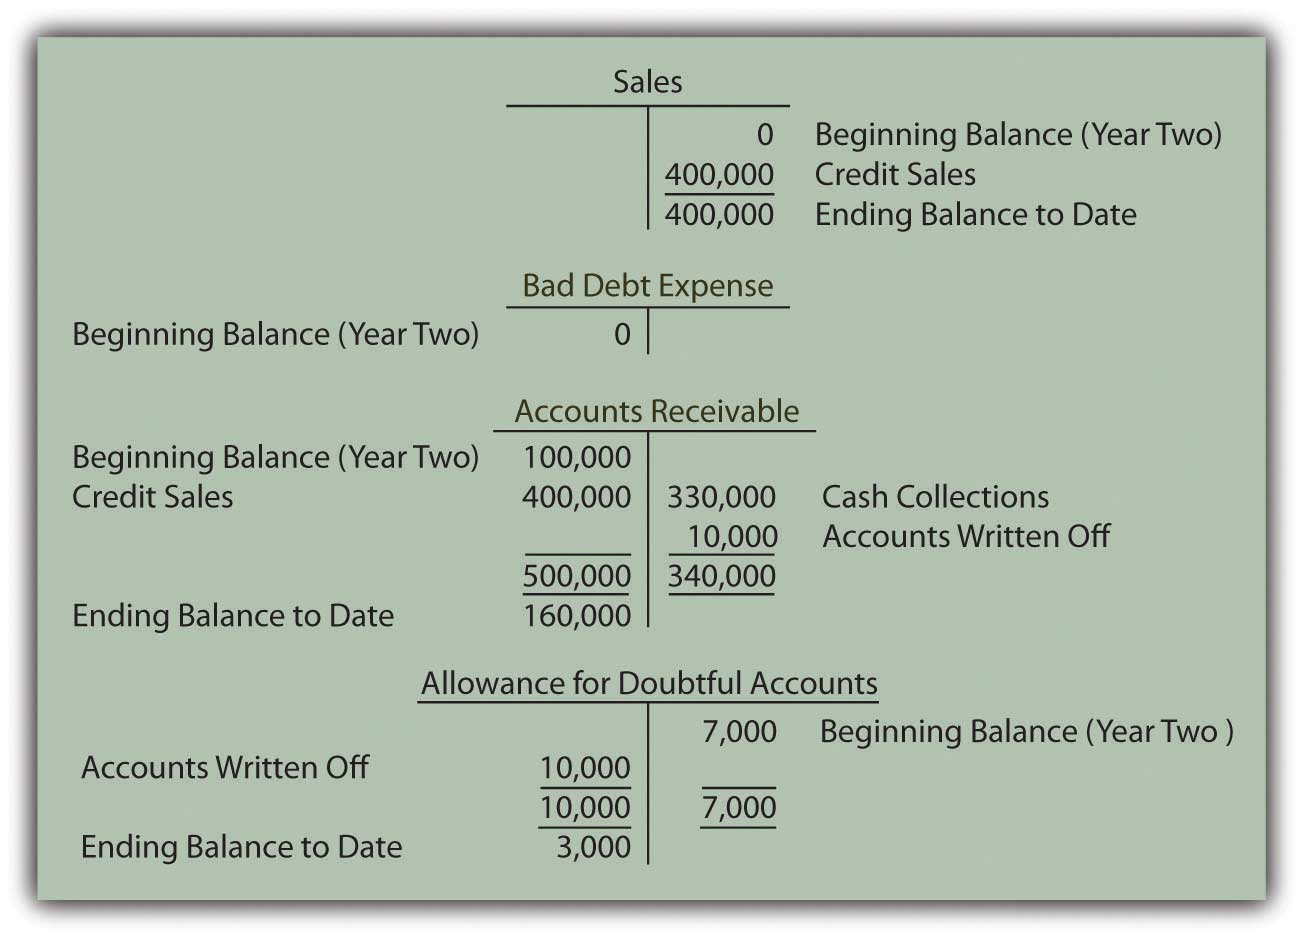 Sales
0 Beginning Balance (Year Two)
400,000 Credit Sales
400,000 Ending Balance to Date
Bad Debt Expense
Beginning Balance (Year Two) 0
Accounts Receivable
Beginning Balance (Year Two) 100,000
Credit Sales 400,000 330,000 Cash Collections
10,000 Accounts Written Off
500,000 340,000
Ending Balance to Date 160,000
Allowance for Doubtful Accounts
7,000 Beginning Balance (Year Two )
Accounts Written Off 10,000
10,000 7,000
Ending Balance to Date 3,000